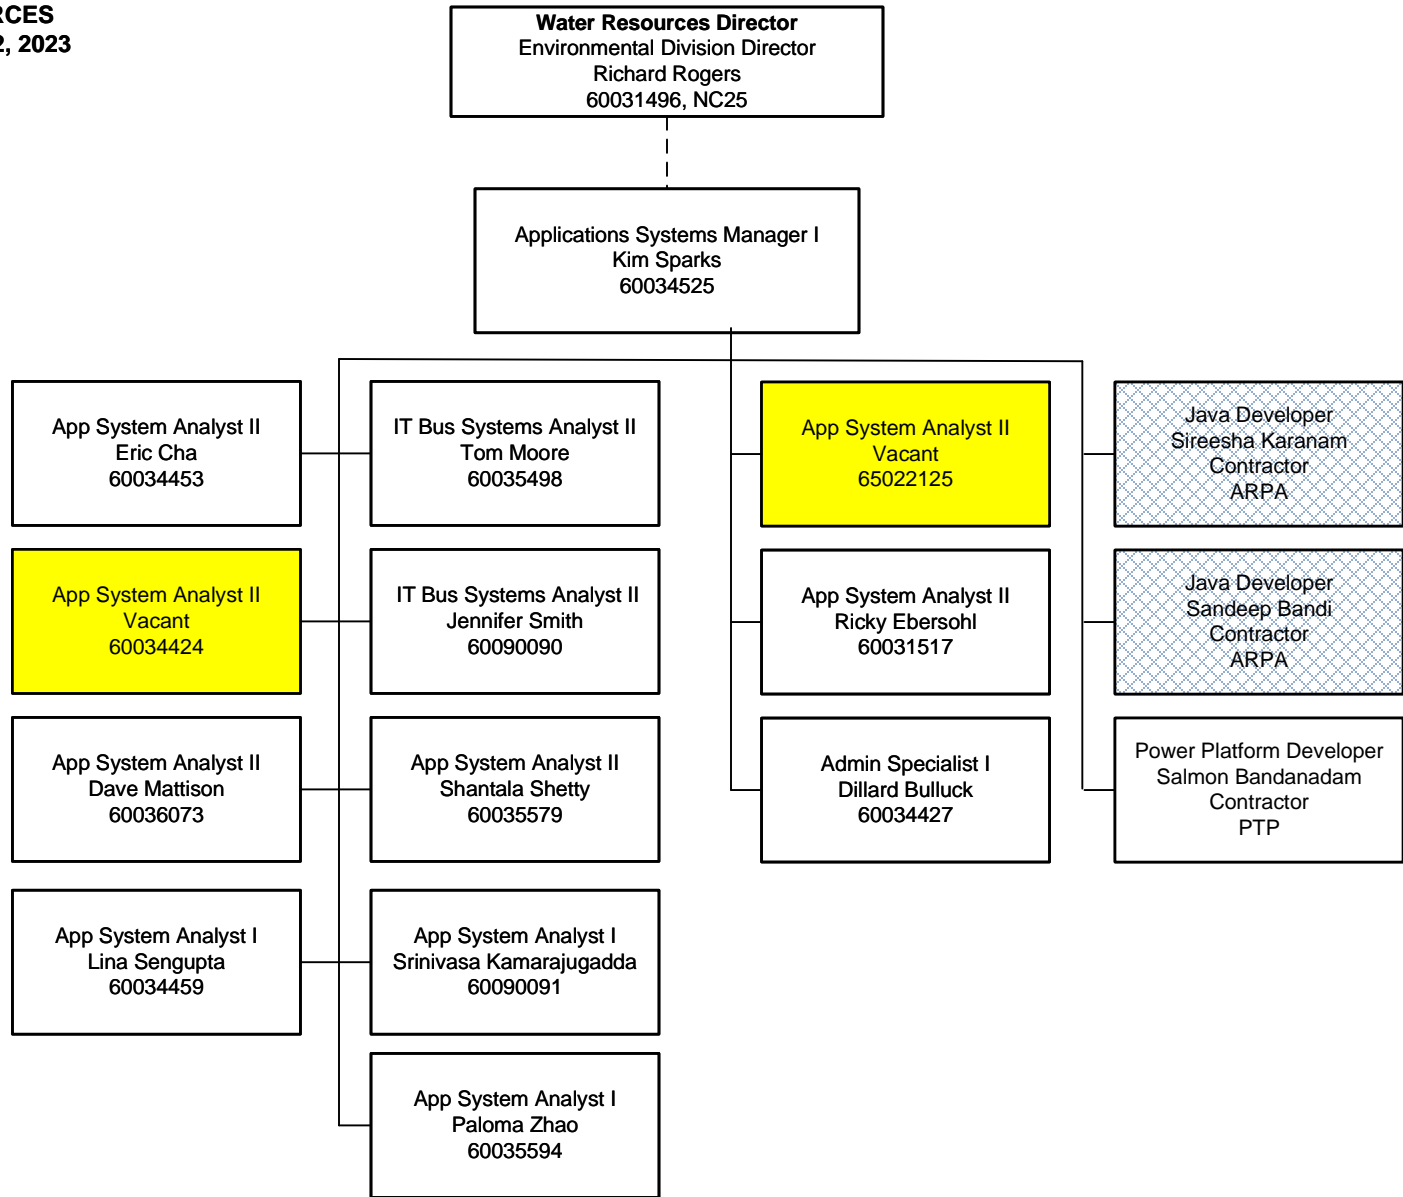 2, 2023
Water Resources Director
Environmental Division Director
Richard Rogers
60031496, NC25
Applications Systems Manager I
Kim Sparks
60034525
App System Analyst II
Eric Cha
60034453
IT Bus Systems Analyst II
Tom Moore
60035498
App System Analyst II
Vacant
65022125
Java Developer
Sireesha Karanam
Contractor
ARPA
App System Analyst II
Vacant
60034424
IT Bus Systems Analyst II
Jennifer Smith
60090090
App System Analyst II
Ricky Ebersohl
60031517
Java Developer
Sandeep Bandi
Contractor
ARPA
App System Analyst II
Dave Mattison
60036073
App System Analyst II
Shantala Shetty
60035579
Admin Specialist I
Dillard Bulluck
60034427
Power Platform Developer
Salmon Bandanadam
Contractor
PTP
App System Analyst I
Lina Sengupta
60034459
App System Analyst I
Srinivasa Kamarajugadda
60090091
App System Analyst I
Paloma Zhao
60035594